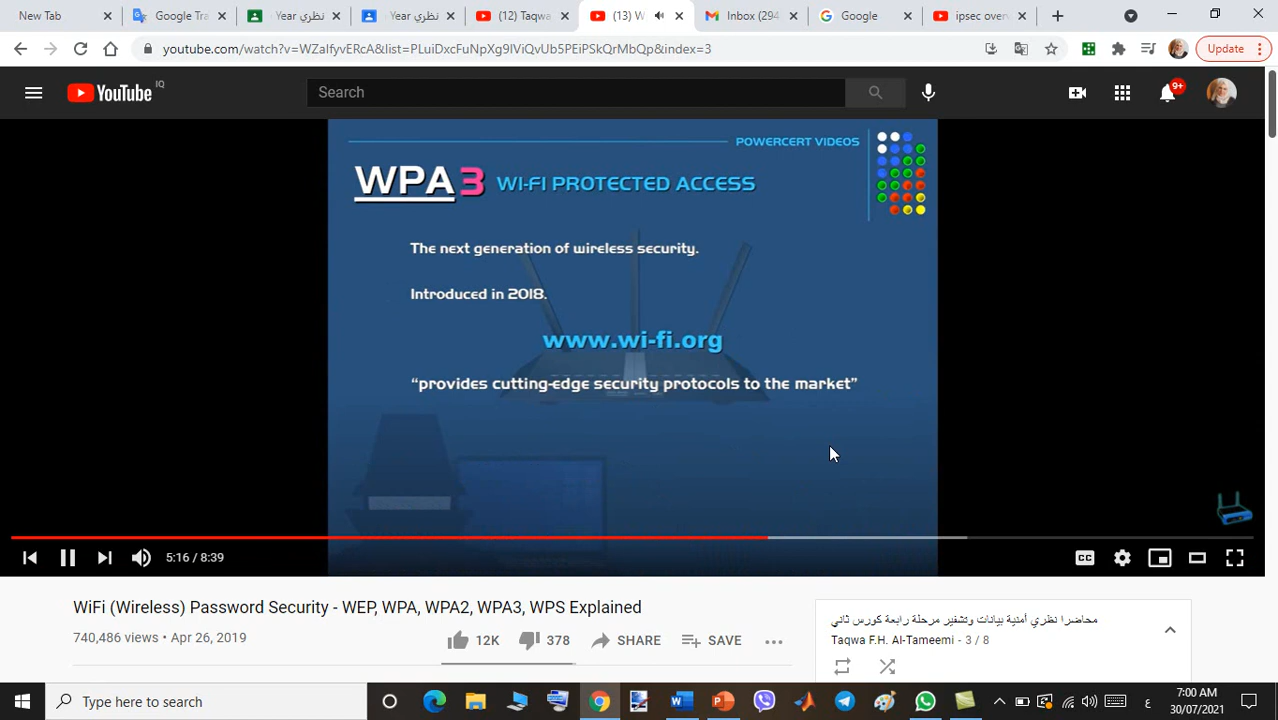 New Tab
Google Tra
Year نظري
Year نظري
(12) Taqwa
(13) W
Inbox (294
Google
ipsec over
youtube.com/watch?v=WZaIfyvERcA&list=PLuiDxcFuNpXg9IViQvUb5PEiPSkQrMbQp&index=3
Update
YouTube IQ
Search
9+
POWERCERT VIDEOS
WPA3 WI-FI PROTECTED ACCESS
The next generation of wireless security.
Introduced in 2018.
www.wi-fi.org
“provides cutting-edge security protocols to the market”
5:16 / 8:39
CC
WiFi (Wireless) Password Security - WEP, WPA, WPA2, WPA3, WPS Explained
740,486 views • Apr 26, 2019
12K
378
SHARE
SAVE
محاضرا نظري أمنية بيانات وتشفير مرحلة رابعة كورس ثاني
Taqwa F.H. Al-Tameemi - 3 / 8
Type here to search
ع
7:00 AM
30/07/2021